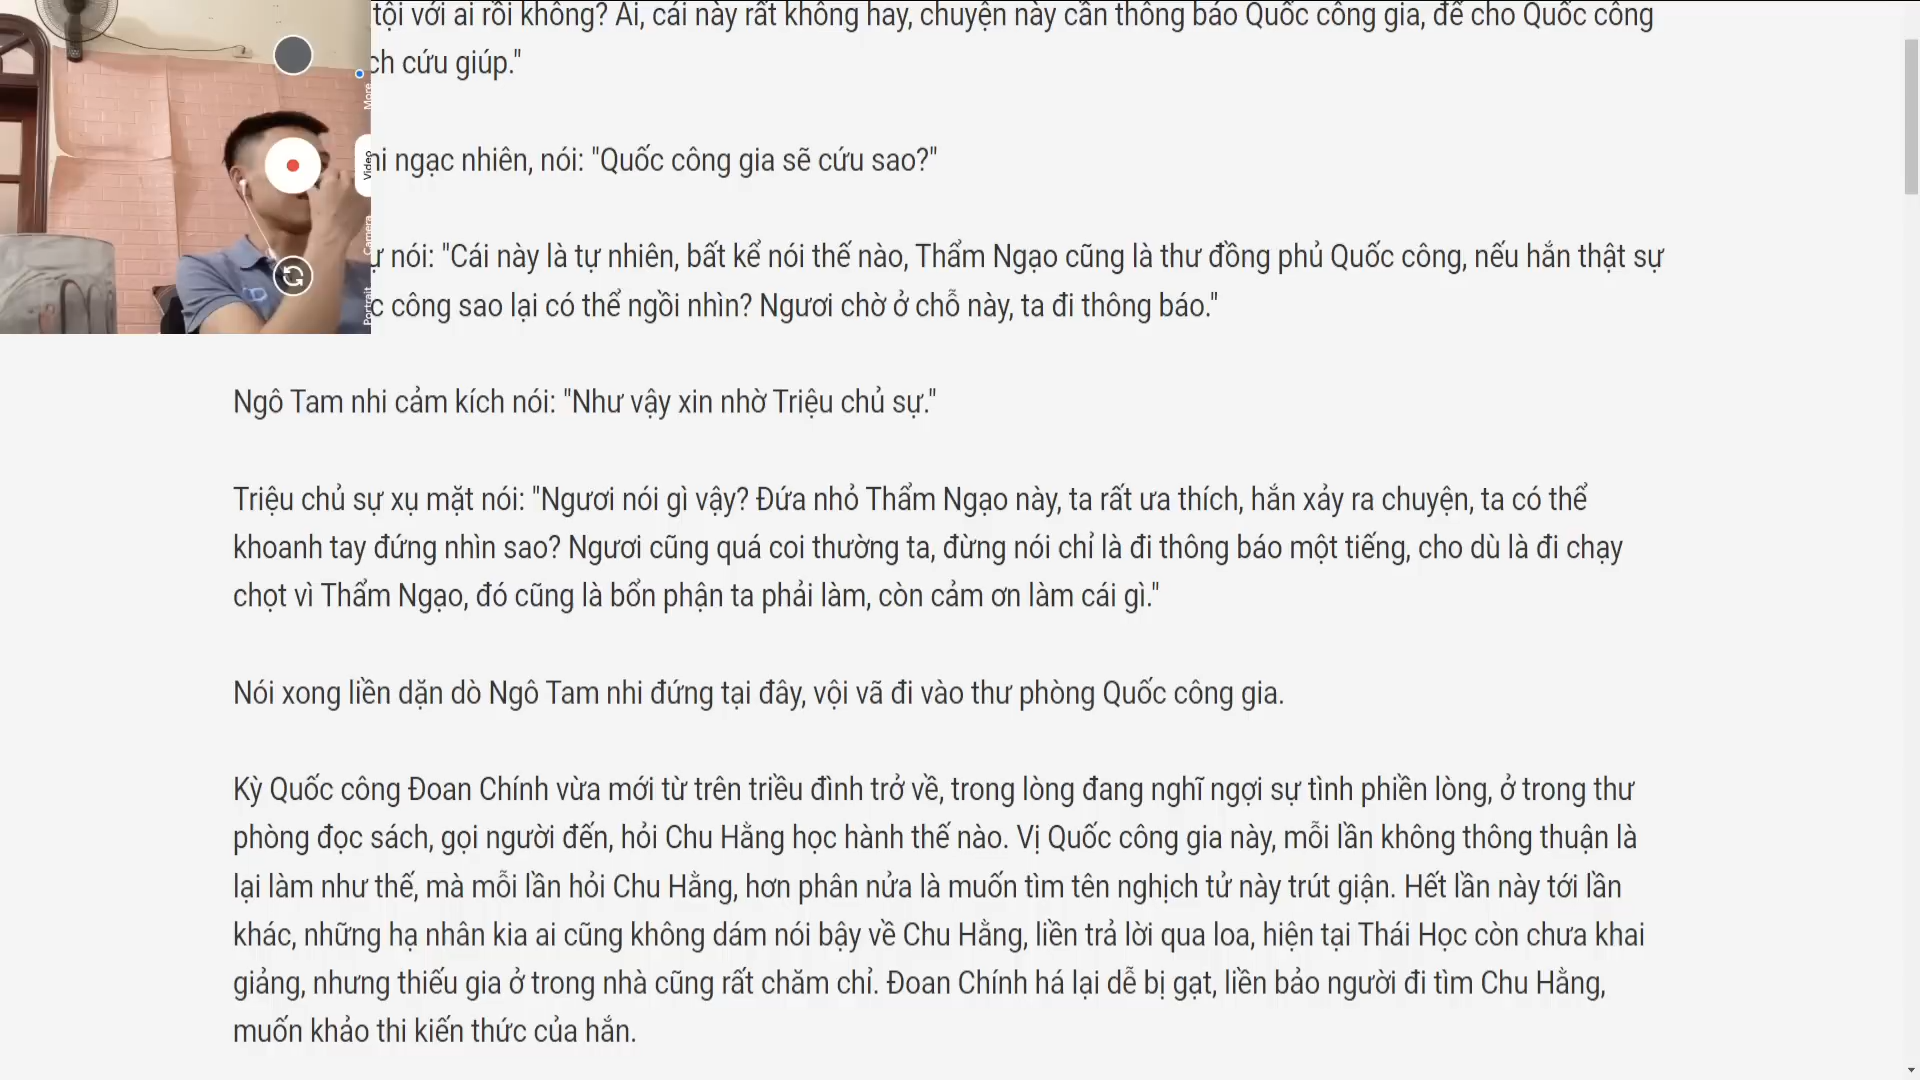 tội với ai rồi không? Ai, cái này rất không hay, chuyện này cần thông báo Quốc công gia, để cho Quốc công
ch cứu giúp."
ngạc nhiên, nói: "Quốc công gia sẽ cứu sao?"
nói: "Cái này là tự nhiên, bất kể nói thế nào, Thẩm Ngạo cũng là thư đồng phủ Quốc công, nếu hắn thật sự
c công sao lại có thể ngồi nhìn? Ngươi chờ ở chỗ này, ta đi thông báo."
Ngô Tam nhi cảm kích nói: "Như vậy xin nhờ Triệu chủ sự."
Triệu chủ sự xụ mặt nói: "Ngươi nói gì vậy? Đứa nhỏ Thẩm Ngạo này, ta rất ưa thích, hắn xảy ra chuyện, ta có thể
khoanh tay đứng nhìn sao? Ngươi cũng quá coi thường ta, đừng nói chỉ là đi thông báo một tiếng, cho dù là đi chạy
chọt vì Thẩm Ngạo, đó cũng là bổn phận ta phải làm, còn cảm ơn làm cái gì."
Nói xong liền dặn dò Ngô Tam nhi đứng tại đây, vội vã đi vào thư phòng Quốc công gia.
Kỳ Quốc công Đoan Chính vừa mới từ trên triều đình trở về, trong lòng đang nghĩ ngợi sự tình phiền lòng, ở trong thư
phòng đọc sách, gọi người đến, hỏi Chu Hằng học hành thế nào. Vị Quốc công gia này, mỗi lần không thông thuận là
lại làm như thế, mà mỗi lần hỏi Chu Hằng, hơn phân nửa là muốn tìm tên nghịch tử này trút giận. Hết lần này tới lần
khác, những hạ nhân kia ai cũng không dám nói bậy về Chu Hằng, liền trả lời qua loa, hiện tại Thái Học còn chưa khai
giảng, nhưng thiếu gia ở trong nhà cũng rất chăm chỉ. Đoan Chính há lại dễ bị gạt, liền bảo người đi tìm Chu Hằng,
muốn khảo thi kiến thức của hắn.
More
Video
Camera
Portrait